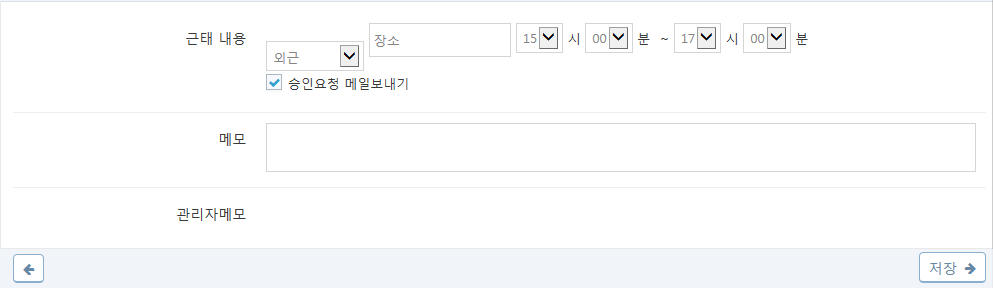 근태 내용 외근 장소 15 시 00 분 ~ 17 시 00 분
승인요청 메일보내기
메모
관리자메모
저장